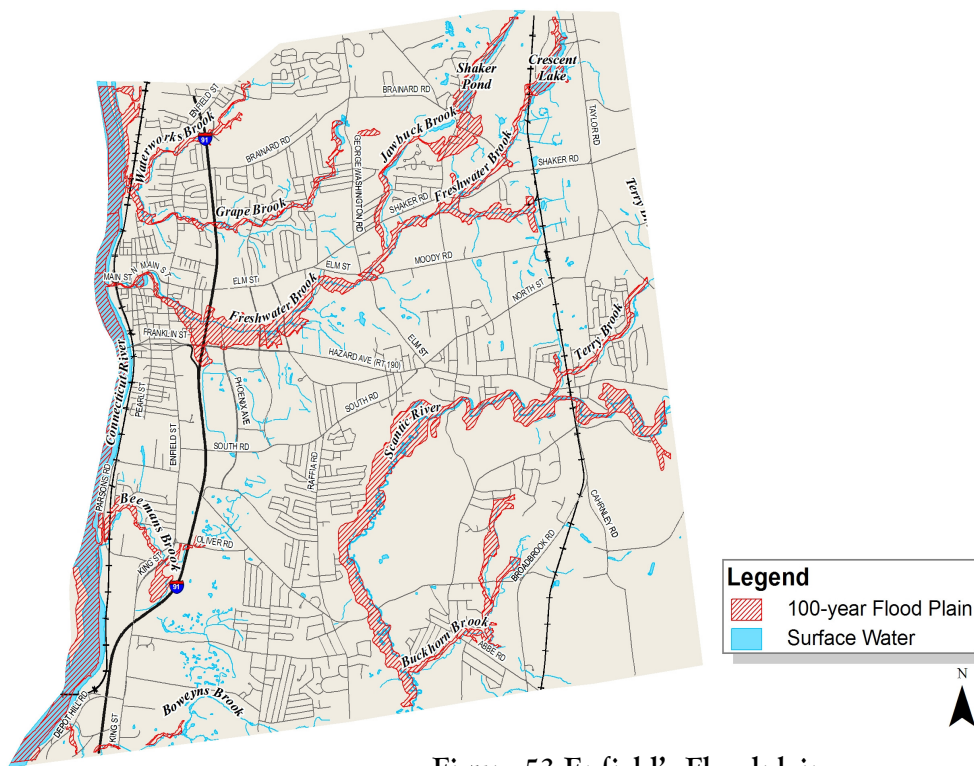 Shaker
Pond
Crescent
Lake
BRAINARD RD
TAYLOR RD
ENFIELD ST
Waterworks Brook
91
BRAINARD RD
GEORGE WASHINGTON RD
Jawbuck Brook
Freshwater Brook
SHAKER RD
SHAKER RD
Grape Brook
MOODY RD
N. MAIN ST
MAIN ST
ELM ST
ELM ST
NORTH ST
Freshwater Brook
FRANKLIN ST
HAZARD AVE (RT 190)
ELM ST
Terry Brook
Connecticut River
PEARL ST
PHOENIX AVE
SOUTH RD
ENFIELD ST
SOUTH RD
RAFFIA RD
Scantic River
PARSONS RD
Beemans Brook
OLIVER RD
KING ST
91
CAHRNLEY RD
BROADBROOK RD
Buckhorn Brook
ABBE RD
Boweyns Brook
DEPOT HILL RD
KING ST
Legend
100-year Flood Plain
Surface Water
N